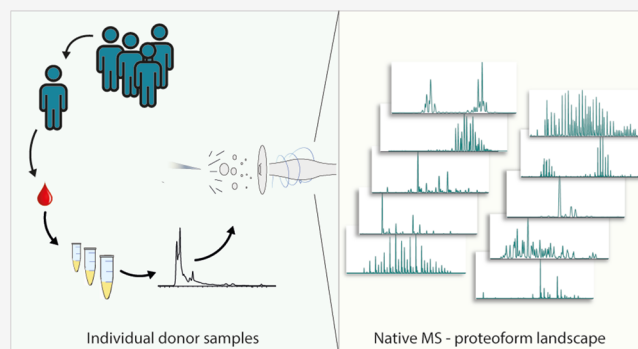 Individual donor samples
Native MS - proteoform landscape